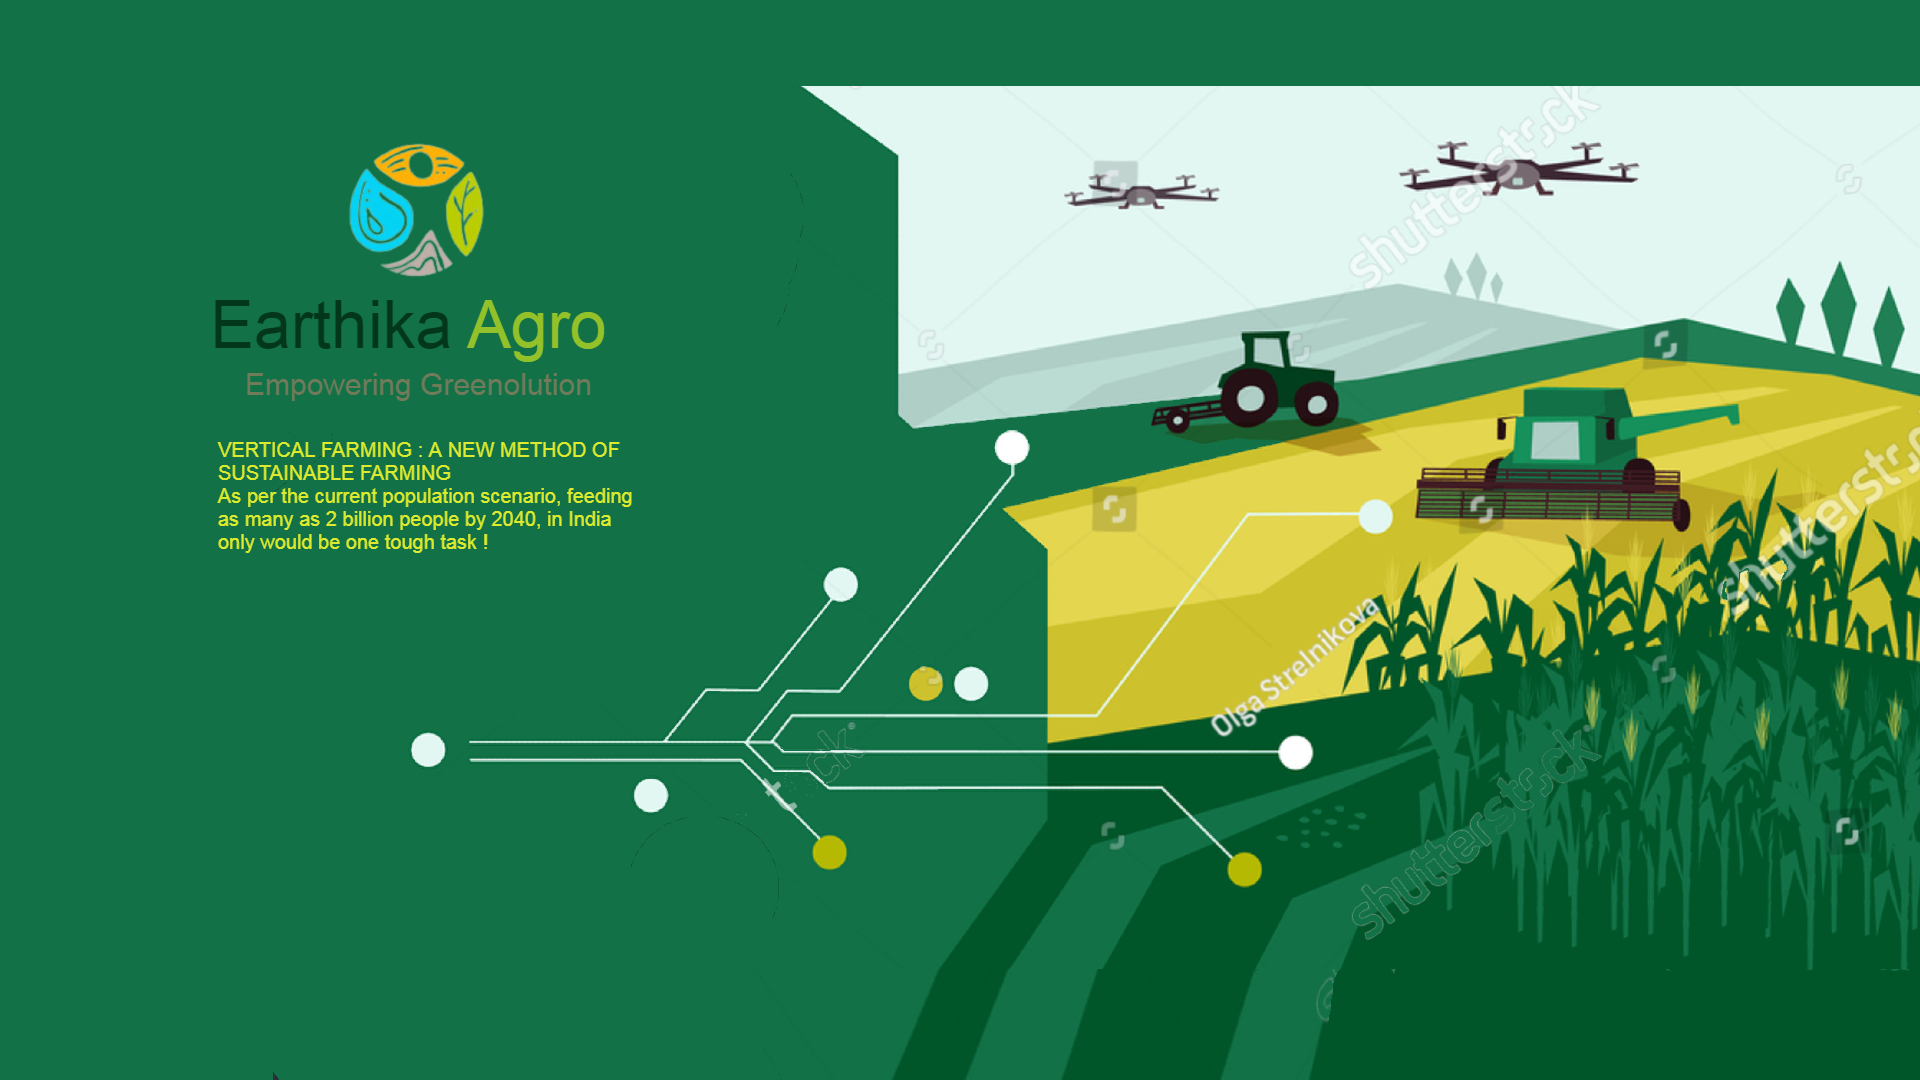 shutterstock
Earthika Agro
Empowering Greenolution
VERTICAL FARMING : A NEW METHOD OF
SUSTAINABLE FARMING
As per the current population scenario, feeding
as many as 2 billion people by 2040, in India
only would be one tough task !
shutterst
Olga Strelnikova
ck
t
shutterstock